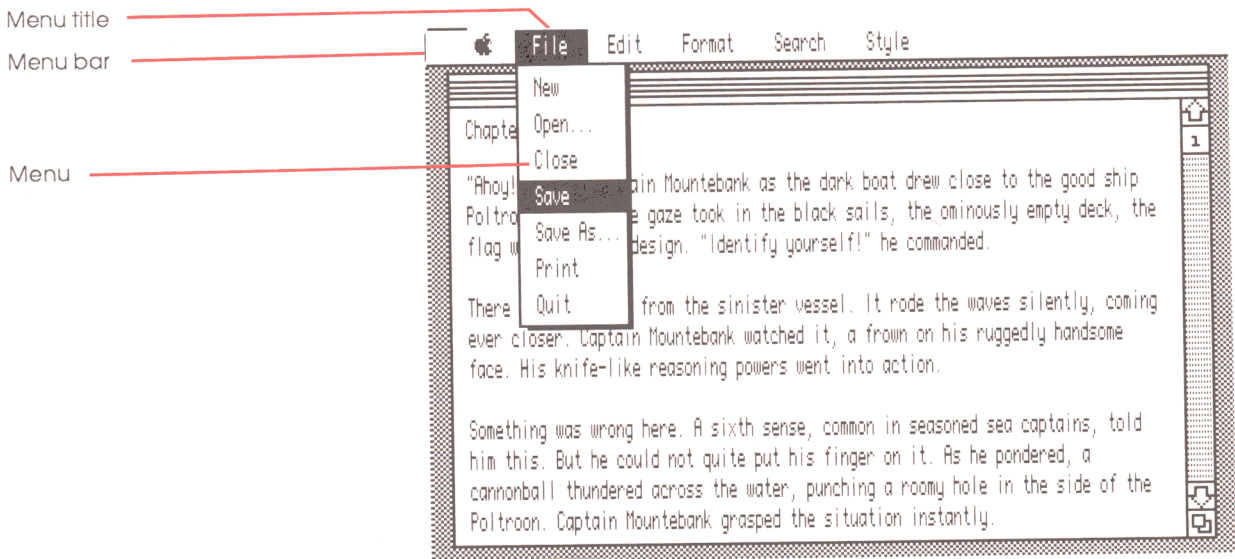 Menu title
Menu bar
File Edit Format Search Style
New
Open...
Close
Save
Save As...
Print
Quit
Menu
Chapte
1
"Ahoy! ain Mountebank as the dark boat drew close to the good ship
Poltro e gaze took in the black sails, the ominously empty deck, the
flag w design. "Identify yourself!" he commanded.
There from the sinister vessel. It rode the waves silently, coming
ever closer. Captain Mountebank watched it, a frown on his ruggedly handsome
face. His knife-like reasoning powers went into action.
Something was wrong here. A sixth sense, common in seasoned sea captains, told
him this. But he could not quite put his finger on it. As he pondered, a
cannonball thundered across the water, punching a roomy hole in the side of the
Poltroon. Captain Mountebank grasped the situation instantly.